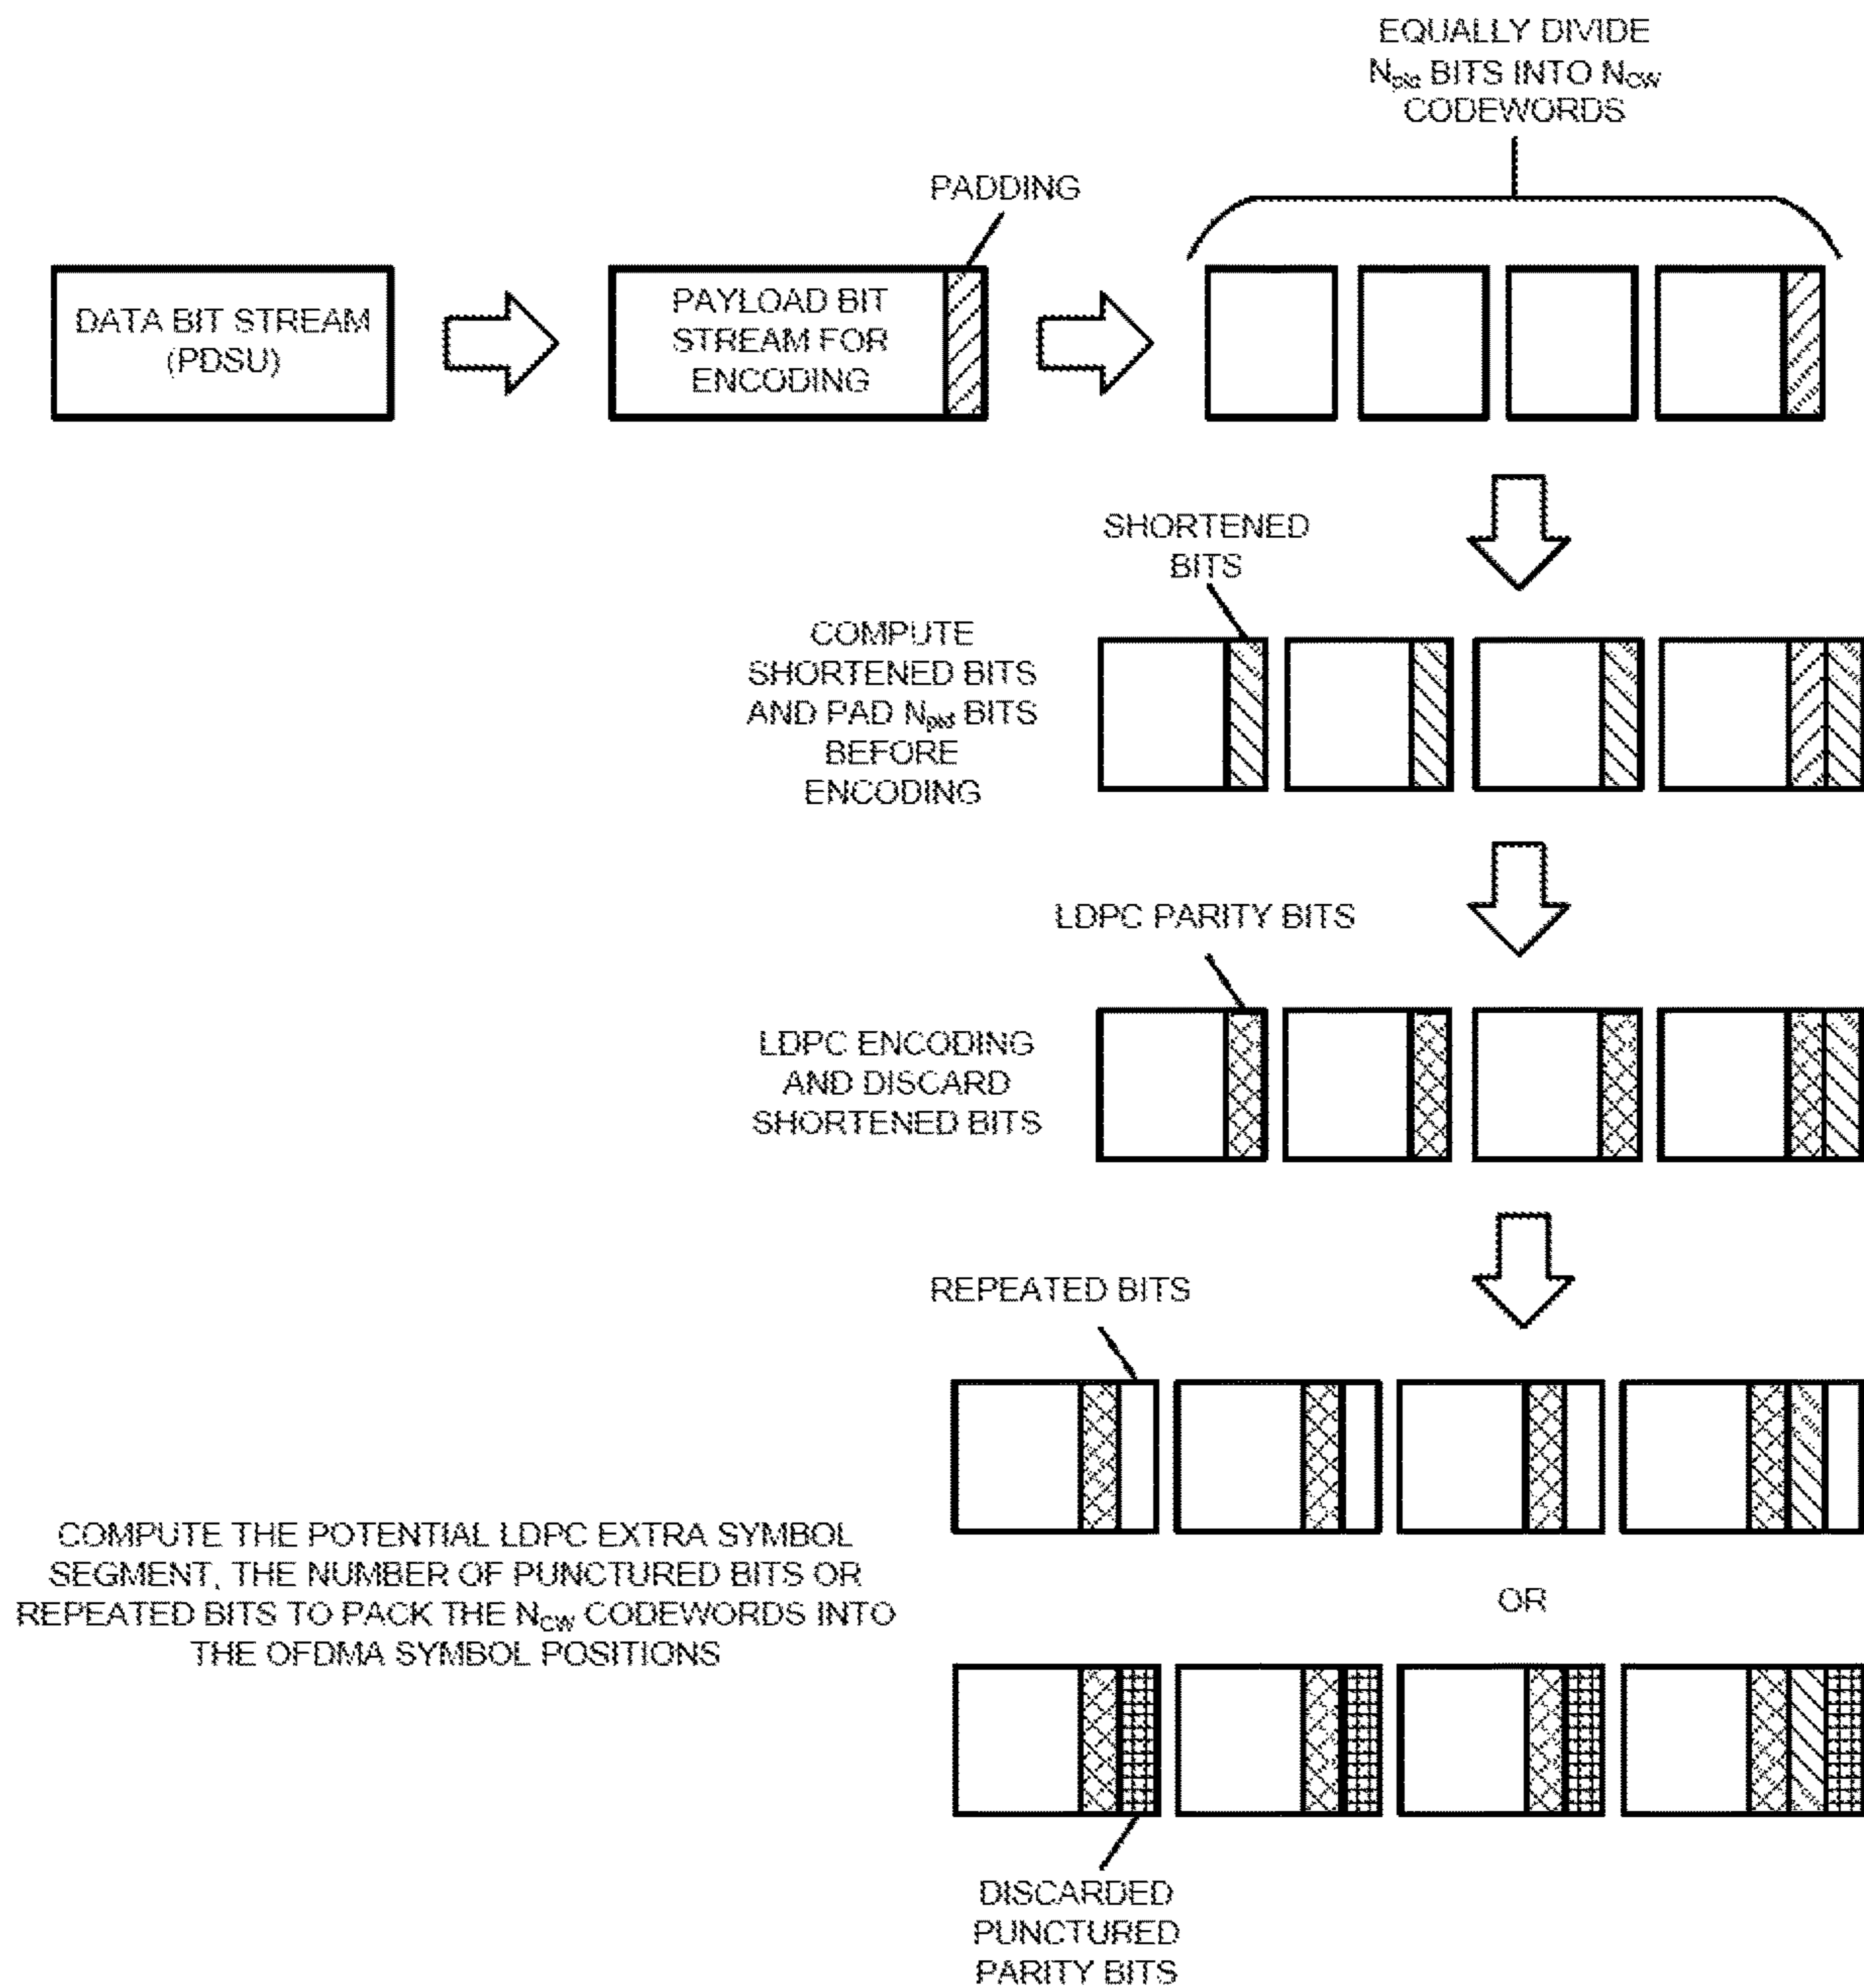 EQUALLY DIVIDE
Npld BITS INTO NCW
CODEWORDS
PADDING
DATA BIT STREAM
(PDSU)
PAYLOAD BIT
STREAM FOR
ENCODING
SHORTENED
BITS
COMPUTE
SHORTENED BITS
AND PAD Npld BITS
BEFORE
ENCODING
LDPC PARITY BITS
LDPC ENCODING
AND DISCARD
SHORTENED BITS
REPEATED BITS
COMPUTE THE POTENTIAL LDPC EXTRA SYMBOL
SEGMENT, THE NUMBER OF PUNCTURED BITS OR
REPEATED BITS TO PACK THE NCW CODEWORDS INTO
THE OFDMA SYMBOL POSITIONS
OR
DISCARDED
PUNCTURED
PARITY BITS